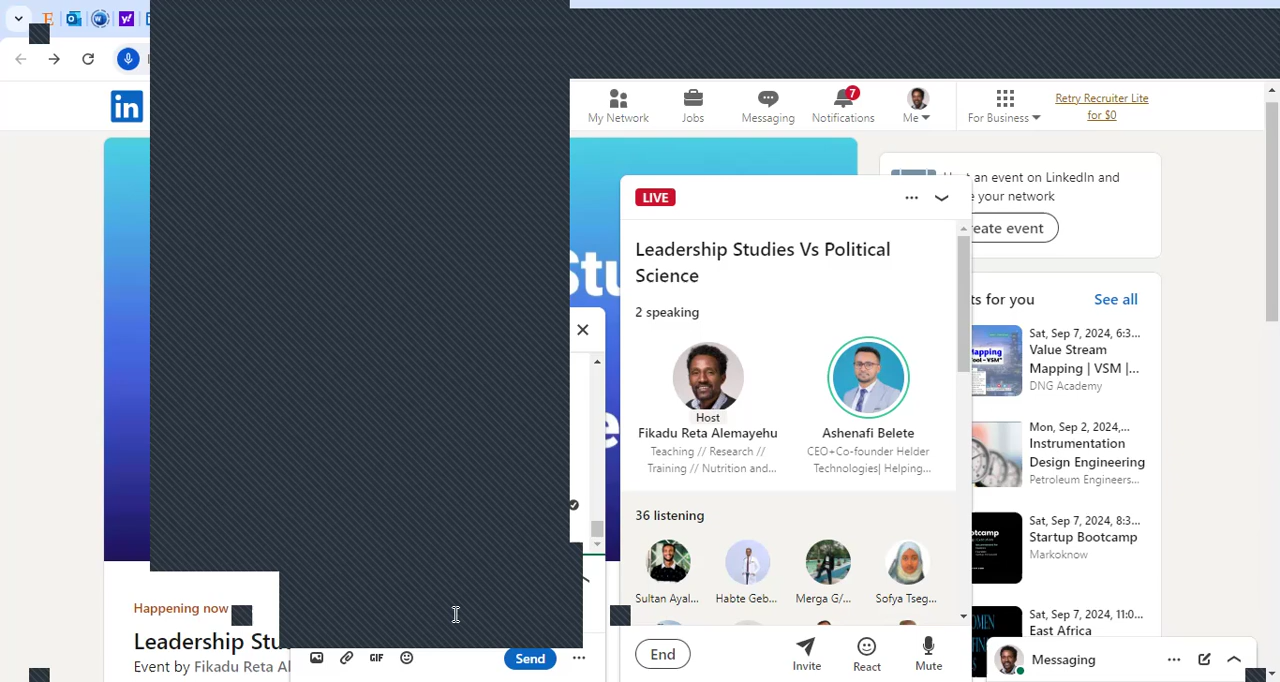 My Network
Jobs
Messaging
7
Notifications
Me
For Business
Retry Recruiter Lite
for $0
an event on LinkedIn and
your network
eate event
LIVE
Leadership Studies Vs Political
Science
2 speaking
Host
Fikadu Reta Alemayehu
Teaching // Research //
Training // Nutrition and...
Ashenafi Belete
CEO+Co-founder Helder
Technologies| Helping...
36 listening
Sultan Ayal...
Habte Geb...
Merga G/...
Sofya Tseg...
End
Invite
React
Mute
ts for you
See all
Sat, Sep 7, 2024, 6:3...
Value Stream
Mapping | VSM |...
DNG Academy
Mon, Sep 2, 2024,...
Instrumentation
Design Engineering
Petroleum Engineers...
Sat, Sep 7, 2024, 8:3...
Startup Bootcamp
Markoknow
Sat, Sep 7, 2024, 11:0...
East Africa
Messaging
Happening now
Leadership Stu
Event by Fikadu Reta Al
GIF
Send